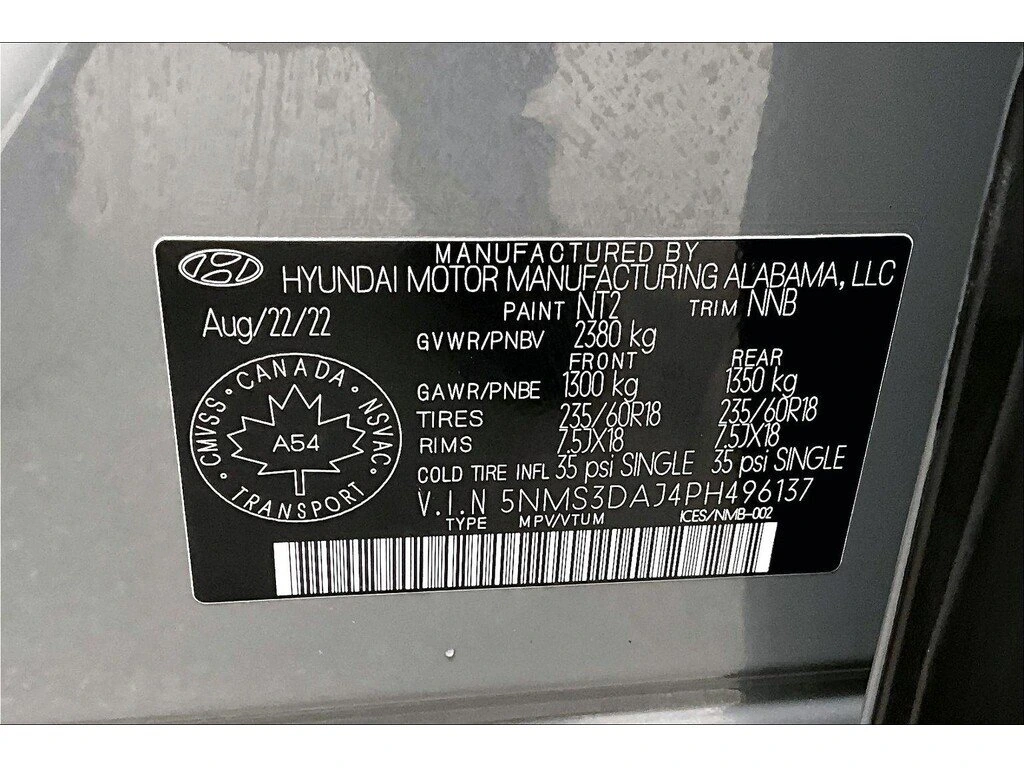 MANUFACTURED BY
HYUNDAI MOTOR MANUFACTURING ALABAMA, LLC
PAINT NT2 TRIM NNB
Aug/22/22
GVWR/PNBV 2380 kg
FRONT REAR
GAWR/PNBE 1300 kg 1350 kg
TIRES 235/60R18 235/60R18
RIMS 7.5JX18 7.5JX18
COLD TIRE INFL 35 psi SINGLE 35 psi SINGLE
V.I.N 5NMS3DAJ4PH496137
TYPE MPV/VTUM ICES/NMB-002
CMVSS • CANADA • NSVAC • TRANSPORT •
A54